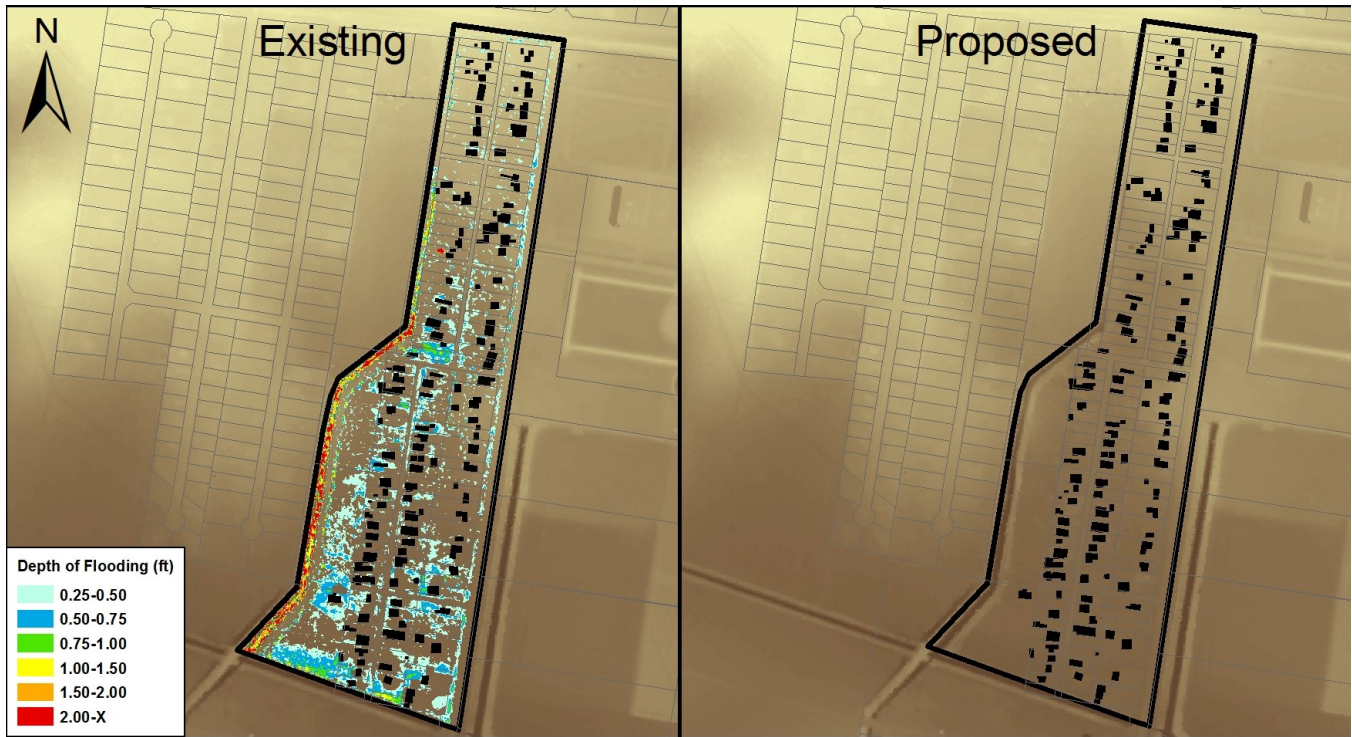 N
Existing
Proposed
Depth of Flooding (ft)
0.25-0.50
0.50-0.75
0.75-1.00
1.00-1.50
1.50-2.00
2.00-X